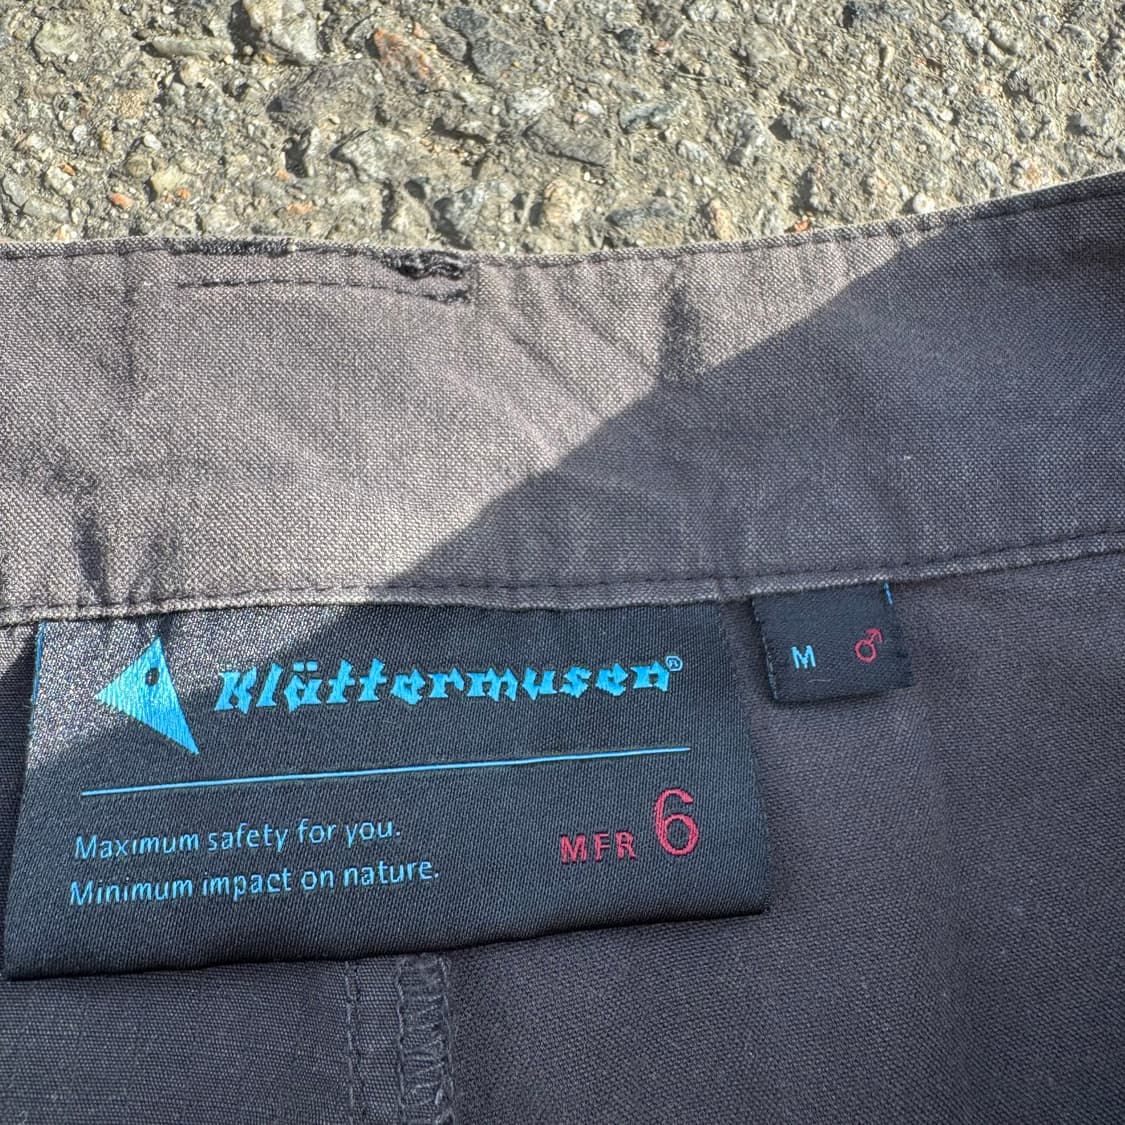 Klättermusen®
Maximum safety for you.
Minimum impact on nature.
MFR 6
M ♂